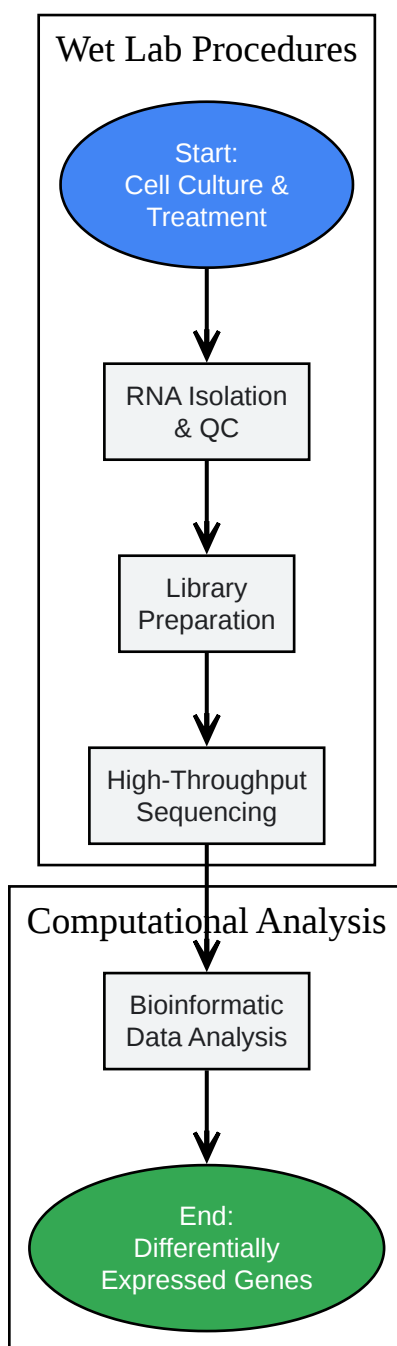 Wet Lab Procedures
Start:
Cell Culture &
Treatment
RNA Isolation
& QC
Library
Preparation
High-Throughput
Sequencing
Computational Analysis
Bioinformatic
Data Analysis
End:
Differentially
Expressed Genes